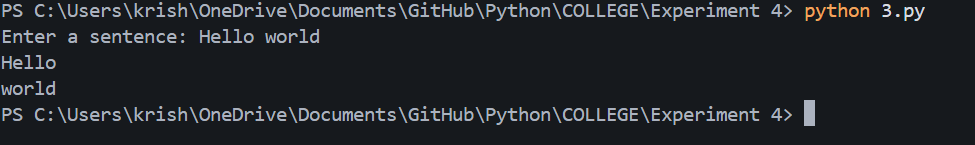 PS C:\Users\krish\OneDrive\Documents\GitHub\Python\COLLEGE\Experiment 4> python 3.py
Enter a sentence: Hello world
Hello
world
PS C:\Users\krish\OneDrive\Documents\GitHub\Python\COLLEGE\Experiment 4>